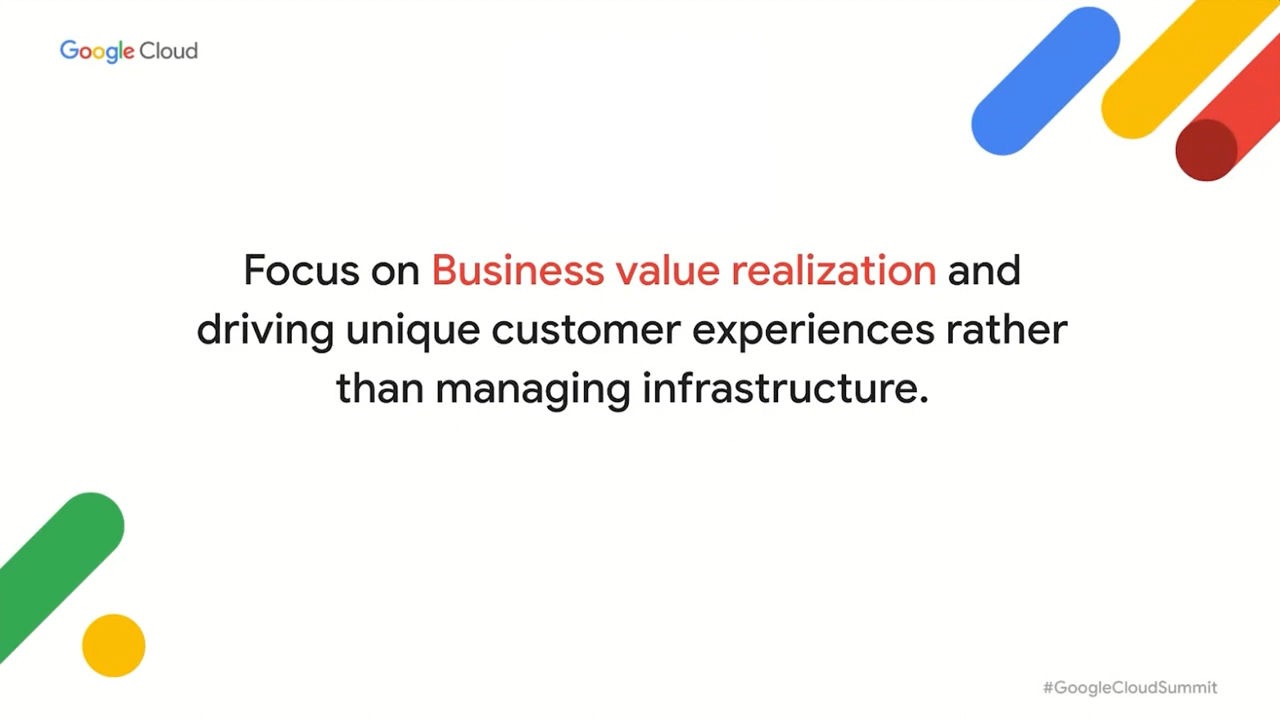 Google Cloud
Focus on Business value realization and
driving unique customer experiences rather
than managing infrastructure.
#GoogleCloudSummit